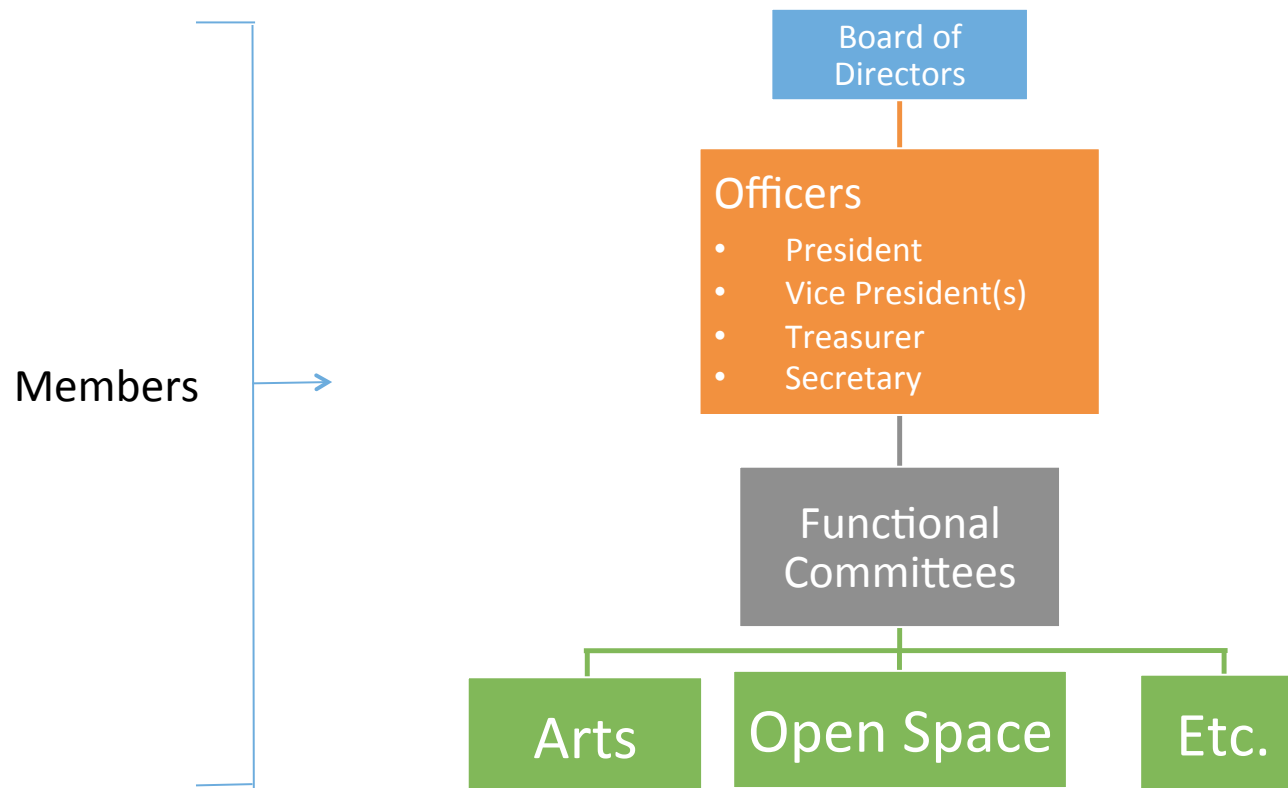 Board of
Directors
Officers
• President
• Vice President(s)
• Treasurer
• Secretary
Members
Functional
Committees
Arts
Open Space
Etc.